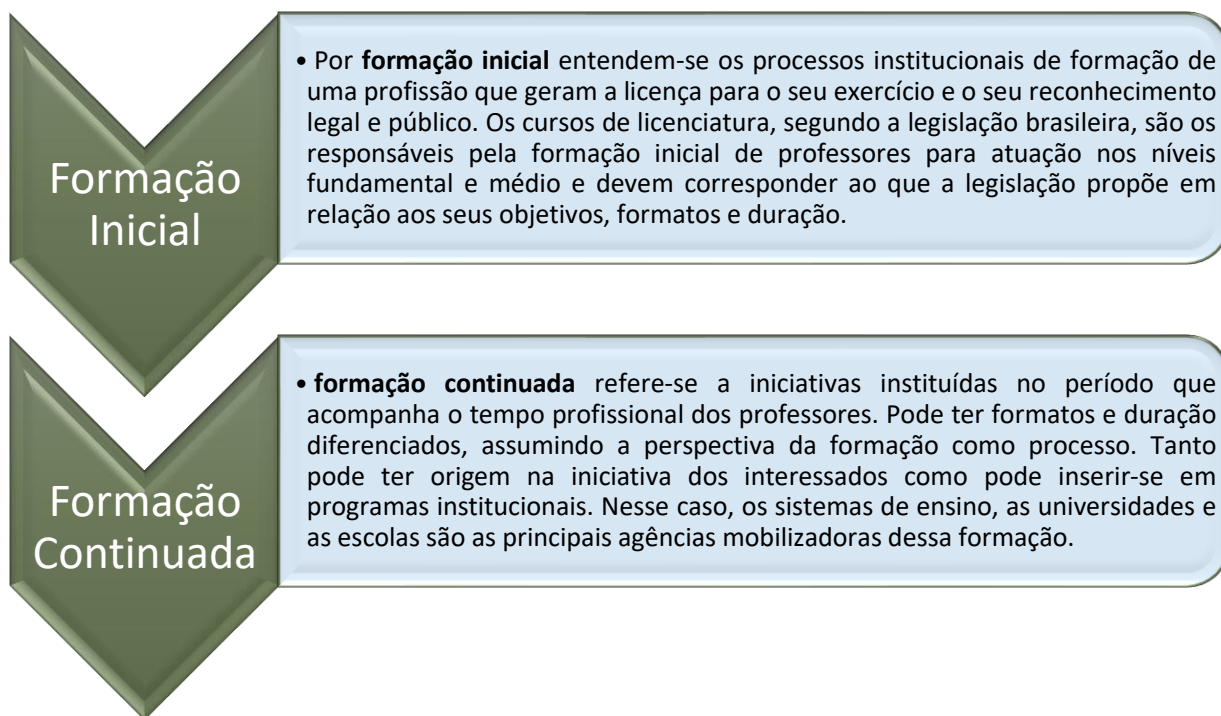 Formação
Inicial
• Por formação inicial entendem-se os processos institucionais de formação de
uma profissão que geram a licença para o seu exercício e o seu reconhecimento
legal e público. Os cursos de licenciatura, segundo a legislação brasileira, são os
responsáveis pela formação inicial de professores para atuação nos níveis
fundamental e médio e devem corresponder ao que a legislação propõe em
relação aos seus objetivos, formatos e duração.
Formação
Continuada
• formação continuada refere-se a iniciativas instituídas no período que
acompanha o tempo profissional dos professores. Pode ter formatos e duração
diferenciados, assumindo a perspectiva da formação como processo. Tanto
pode ter origem na iniciativa dos interessados como pode inserir-se em
programas institucionais. Nesse caso, os sistemas de ensino, as universidades e
as escolas são as principais agências mobilizadoras dessa formação.